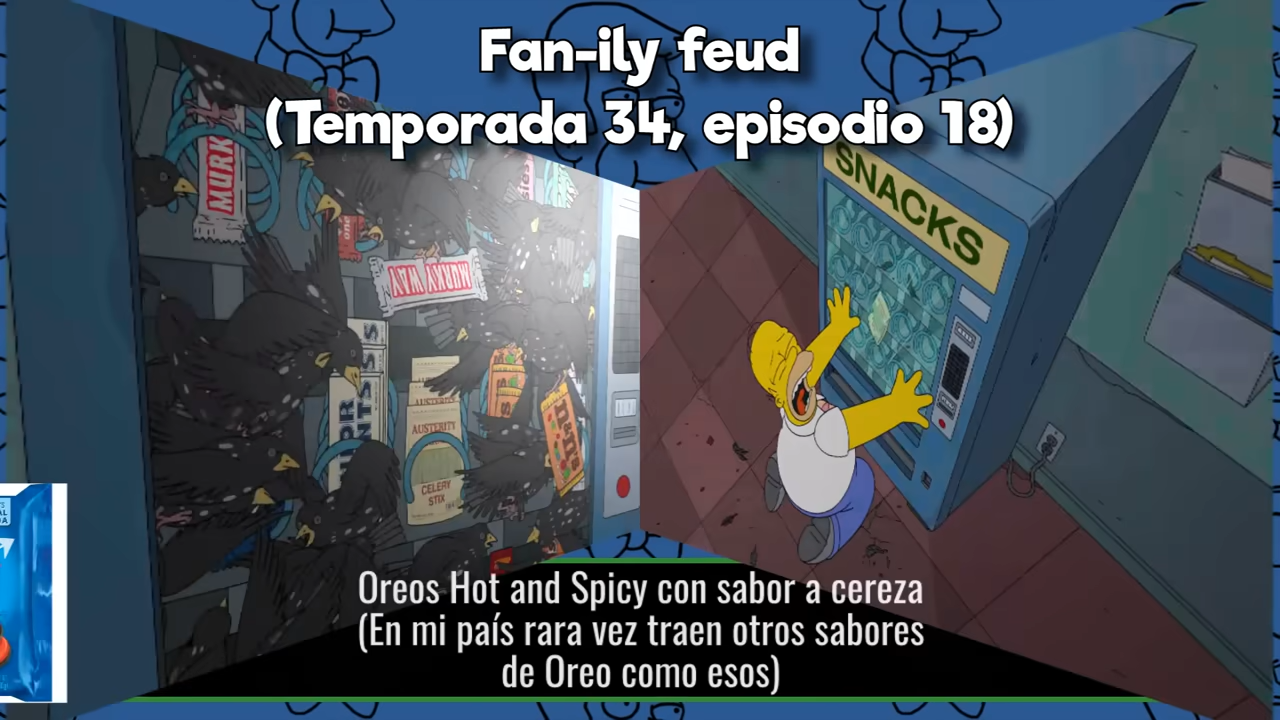 Fan-ily feud
(Temporada 34, episodio 18)
SNACKS
MURK
MURKY WAY
AUSTERITY
AUSTERITY
CELERY
STIX
n&n's
Oreos Hot and Spicy con sabor a cereza
(En mi país rara vez traen otros sabores
de Oreo como esos)